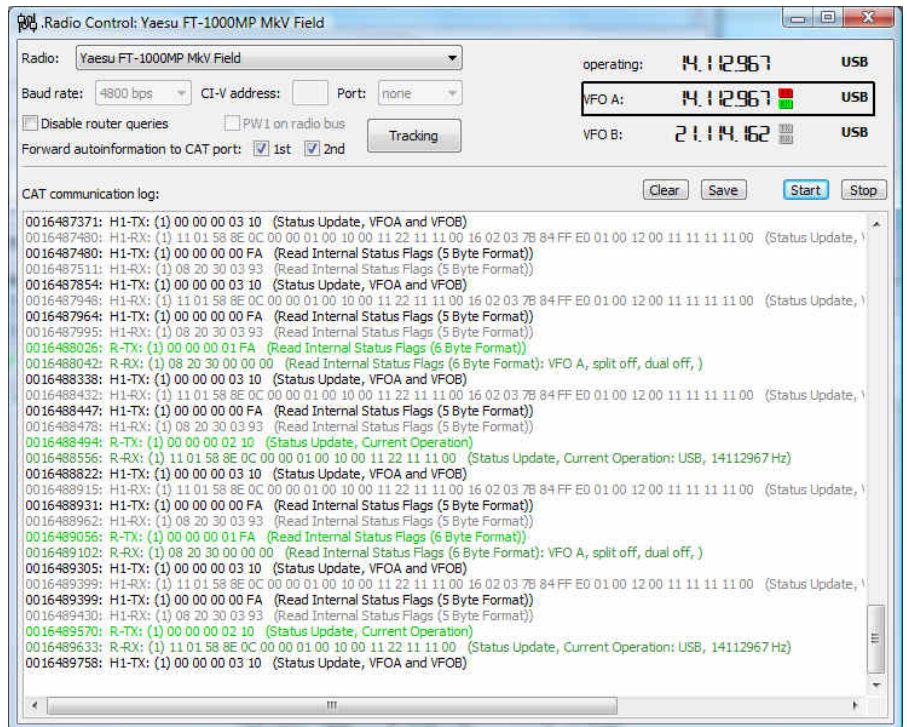 .Radio Control: Yaesu FT-1000MP MkV Field
Radio: Yaesu FT-1000MP MkV Field
operating: 14.112.967 USB
Baud rate: 4800 bps CI-V address: Port: none
VFO A: 14.112.967 USB
Disable router queries PW1 on radio bus Tracking
VFO B: 21.114.162 USB
Forward autoinformation to CAT port: 1st 2nd
CAT communication log: Clear Save Start Stop
0016487371: H1-TX: (1) 00 00 00 03 10 (Status Update, VFOA and VFOB)
0016487480: H1-RX: (1) 11 01 58 8E 0C 00 00 01 00 10 00 11 22 11 11 00 16 02 03 7B 84 FF E0 01 00 12 00 11 11 11 11 00 (Status Update,
0016487480: H1-TX: (1) 00 00 00 00 FA (Read Internal Status Flags (5 Byte Format))
0016487511: H1-RX: (1) 08 20 30 03 93 (Read Internal Status Flags (5 Byte Format))
0016487854: H1-TX: (1) 00 00 00 03 10 (Status Update, VFOA and VFOB)
0016487948: H1-RX: (1) 11 01 58 8E 0C 00 00 01 00 10 00 11 22 11 11 00 16 02 03 7B 84 FF E0 01 00 12 00 11 11 11 11 00 (Status Update,
0016487964: H1-TX: (1) 00 00 00 00 FA (Read Internal Status Flags (5 Byte Format))
0016487995: H1-RX: (1) 08 20 30 03 93 (Read Internal Status Flags (5 Byte Format))
0016488026: R-TX: (1) 00 00 00 01 FA (Read Internal Status Flags (6 Byte Format))
0016488042: R-RX: (1) 08 20 30 00 00 00 (Read Internal Status Flags (6 Byte Format): VFO A, split off, dual off, )
0016488338: H1-TX: (1) 00 00 00 03 10 (Status Update, VFOA and VFOB)
0016488432: H1-RX: (1) 11 01 58 8E 0C 00 00 01 00 10 00 11 22 11 11 00 16 02 03 7B 84 FF E0 01 00 12 00 11 11 11 11 00 (Status Update,
0016488447: H1-TX: (1) 00 00 00 00 FA (Read Internal Status Flags (5 Byte Format))
0016488478: H1-RX: (1) 08 20 30 03 93 (Read Internal Status Flags (5 Byte Format))
0016488494: R-TX: (1) 00 00 00 02 10 (Status Update, Current Operation)
0016488556: R-RX: (1) 11 01 58 8E 0C 00 00 01 00 10 00 11 22 11 11 00 (Status Update, Current Operation: USB, 14112967 Hz)
0016488822: H1-TX: (1) 00 00 00 03 10 (Status Update, VFOA and VFOB)
0016488915: H1-RX: (1) 11 01 58 8E 0C 00 00 01 00 10 00 11 22 11 11 00 16 02 03 7B 84 FF E0 01 00 12 00 11 11 11 11 00 (Status Update,
0016488931: H1-TX: (1) 00 00 00 00 FA (Read Internal Status Flags (5 Byte Format))
0016488962: H1-RX: (1) 08 20 30 03 93 (Read Internal Status Flags (5 Byte Format))
0016489056: R-TX: (1) 00 00 00 01 FA (Read Internal Status Flags (6 Byte Format))
0016489102: R-RX: (1) 08 20 30 00 00 00 (Read Internal Status Flags (6 Byte Format): VFO A, split off, dual off, )
0016489305: H1-TX: (1) 00 00 00 03 10 (Status Update, VFOA and VFOB)
0016489399: H1-RX: (1) 11 01 58 8E 0C 00 00 01 00 10 00 11 22 11 11 00 16 02 03 7B 84 FF E0 01 00 12 00 11 11 11 11 00 (Status Update,
0016489399: H1-TX: (1) 00 00 00 00 FA (Read Internal Status Flags (5 Byte Format))
0016489430: H1-RX: (1) 08 20 30 03 93 (Read Internal Status Flags (5 Byte Format))
0016489570: R-TX: (1) 00 00 00 02 10 (Status Update, Current Operation)
0016489633: R-RX: (1) 11 01 58 8E 0C 00 00 01 00 10 00 11 22 11 11 00 (Status Update, Current Operation: USB, 14112967 Hz)
0016489758: H1-TX: (1) 00 00 00 03 10 (Status Update, VFOA and VFOB)